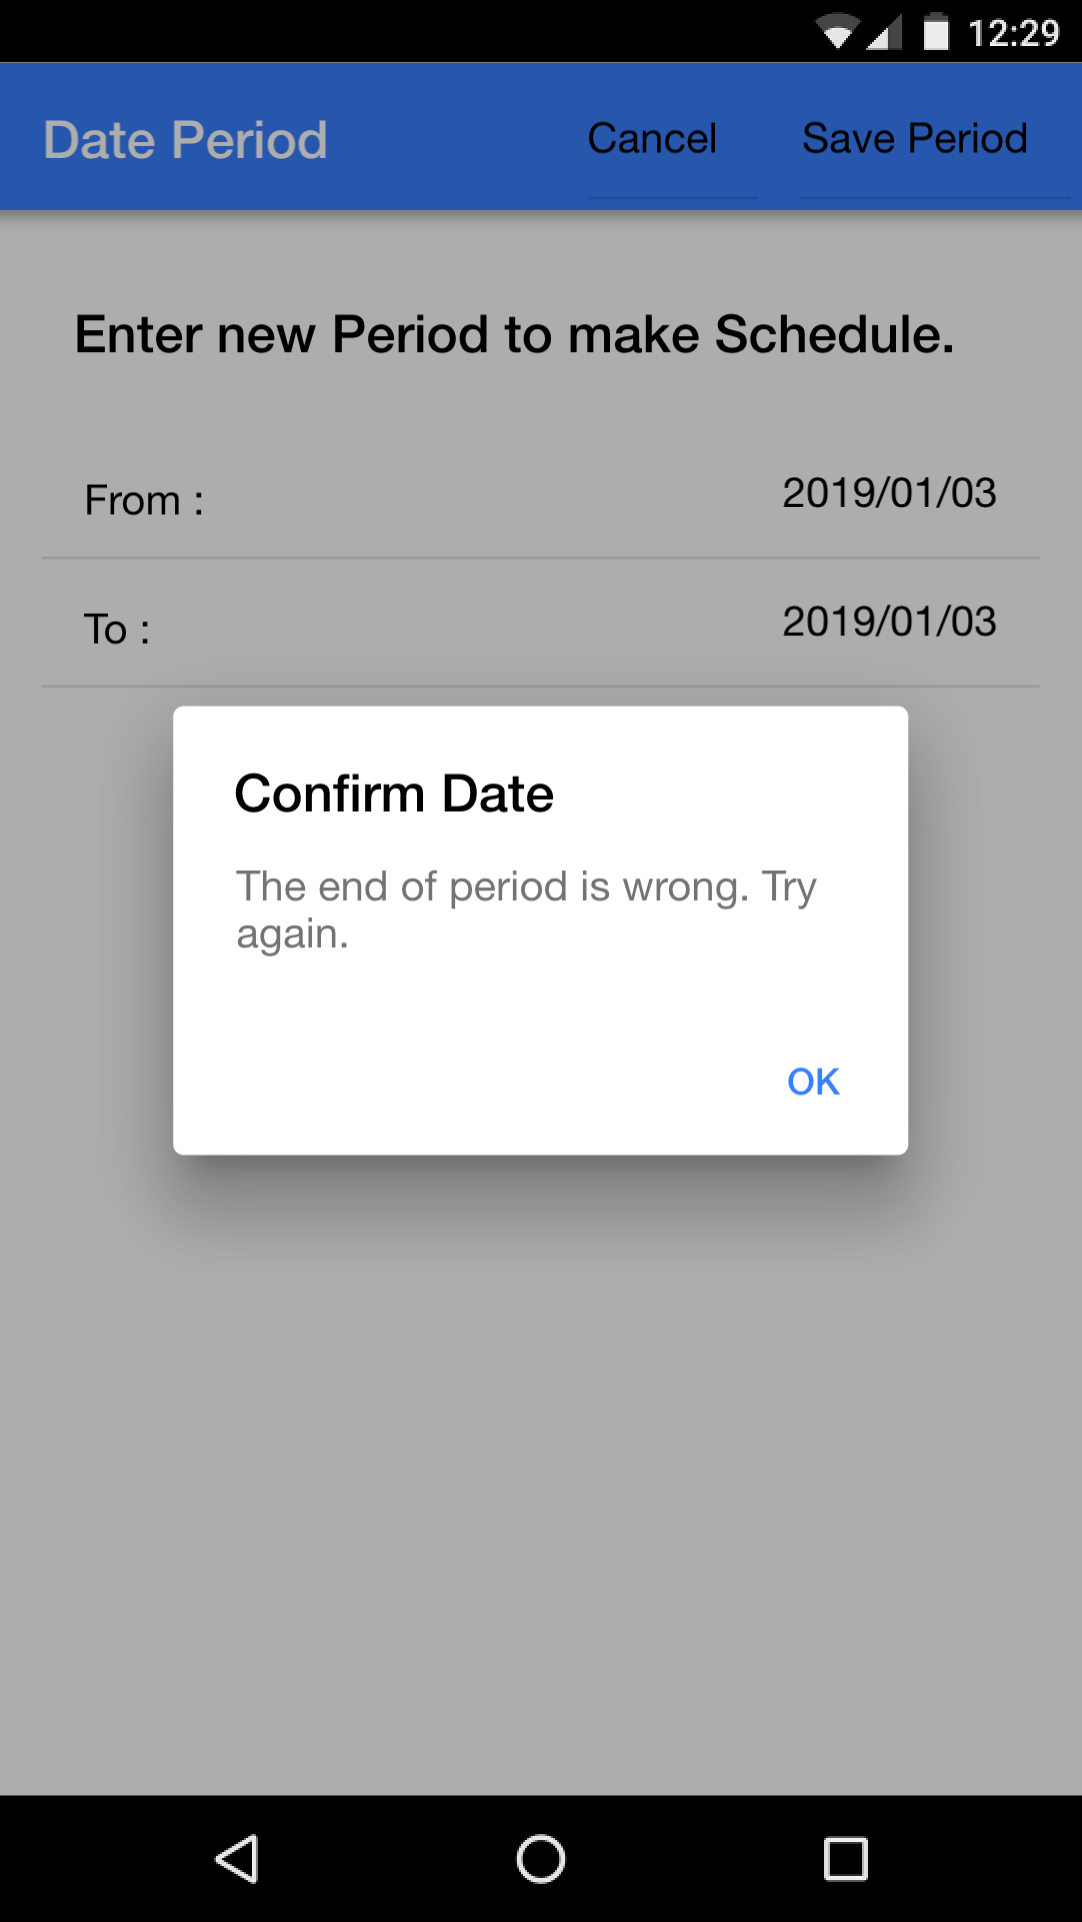 12:29
Date Period Cancel Save Period
Enter new Period to make Schedule.
From : 2019/01/03
To : 2019/01/03
Confirm Date
The end of period is wrong. Try
again.
OK